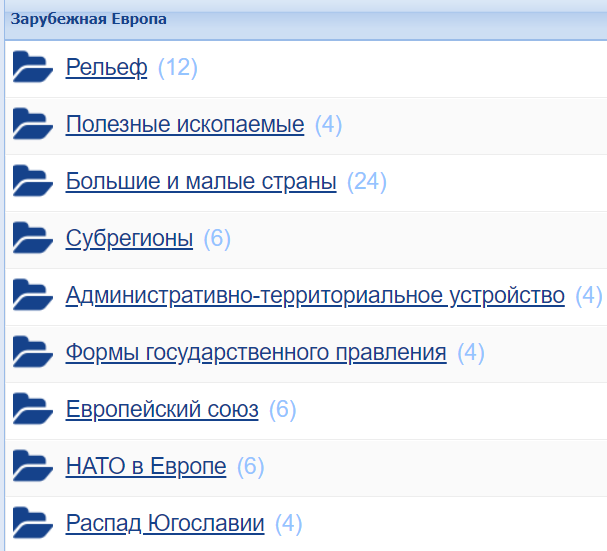 Зарубежная Европа
Рельеф (12)
Полезные ископаемые (4)
Большие и малые страны (24)
Субрегионы (6)
Административно-территориальное устройство (4)
Формы государственного правления (4)
Европейский союз (6)
НАТО в Европе (6)
Распад Югославии (4)